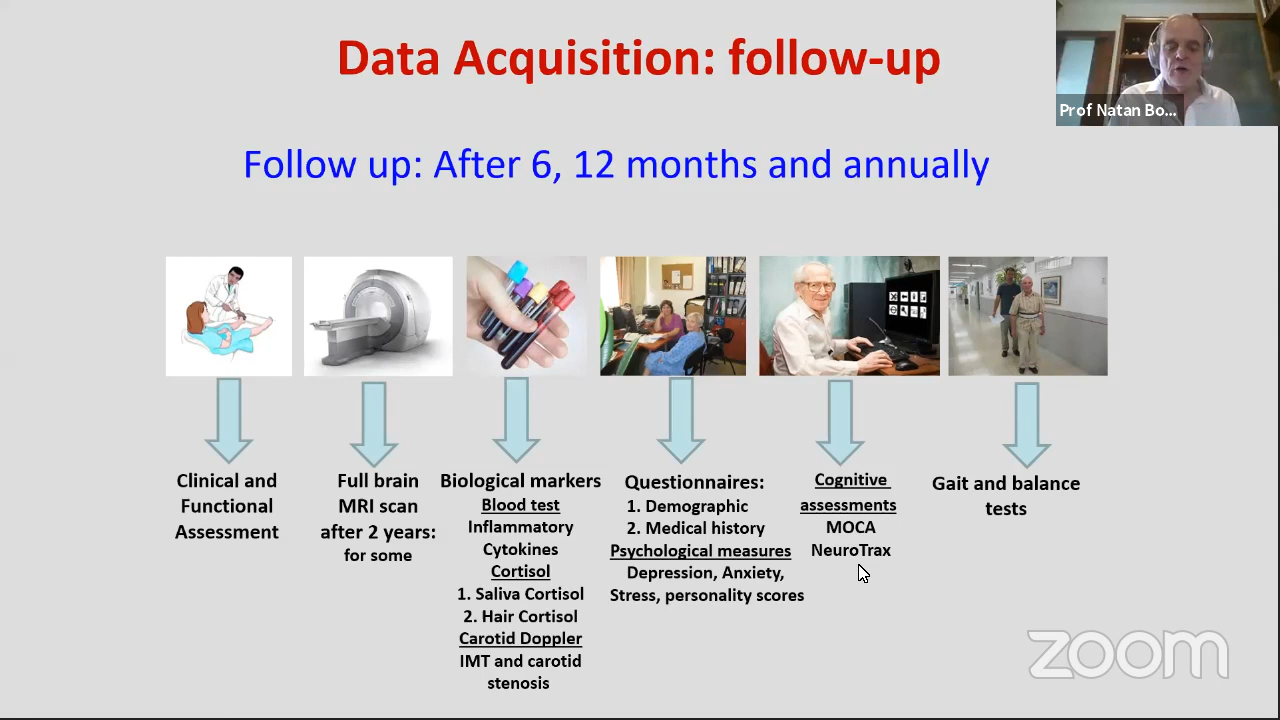 Data Acquisition: follow-up
Prof Natan Bo...
Follow up: After 6, 12 months and annually
Clinical and
Functional
Assessment
Full brain
MRI scan
after 2 years:
for some
Biological markers
Blood test
Inflammatory
Cytokines
Cortisol
1. Saliva Cortisol
2. Hair Cortisol
Carotid Doppler
IMT and carotid
stenosis
Questionnaires:
1. Demographic
2. Medical history
Psychological measures
Depression, Anxiety,
Stress, personality scores
Cognitive
assessments
MOCA
NeuroTrax
Gait and balance
tests
zoom